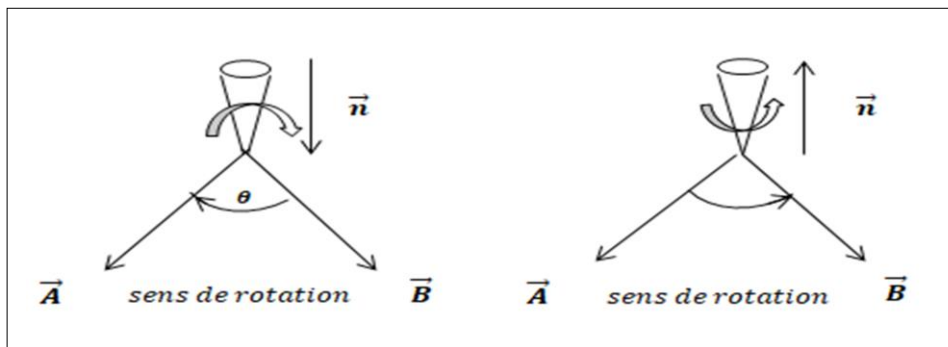 n⃗ n⃗
θ
A⃗ sens de rotation B⃗ A⃗ sens de rotation B⃗